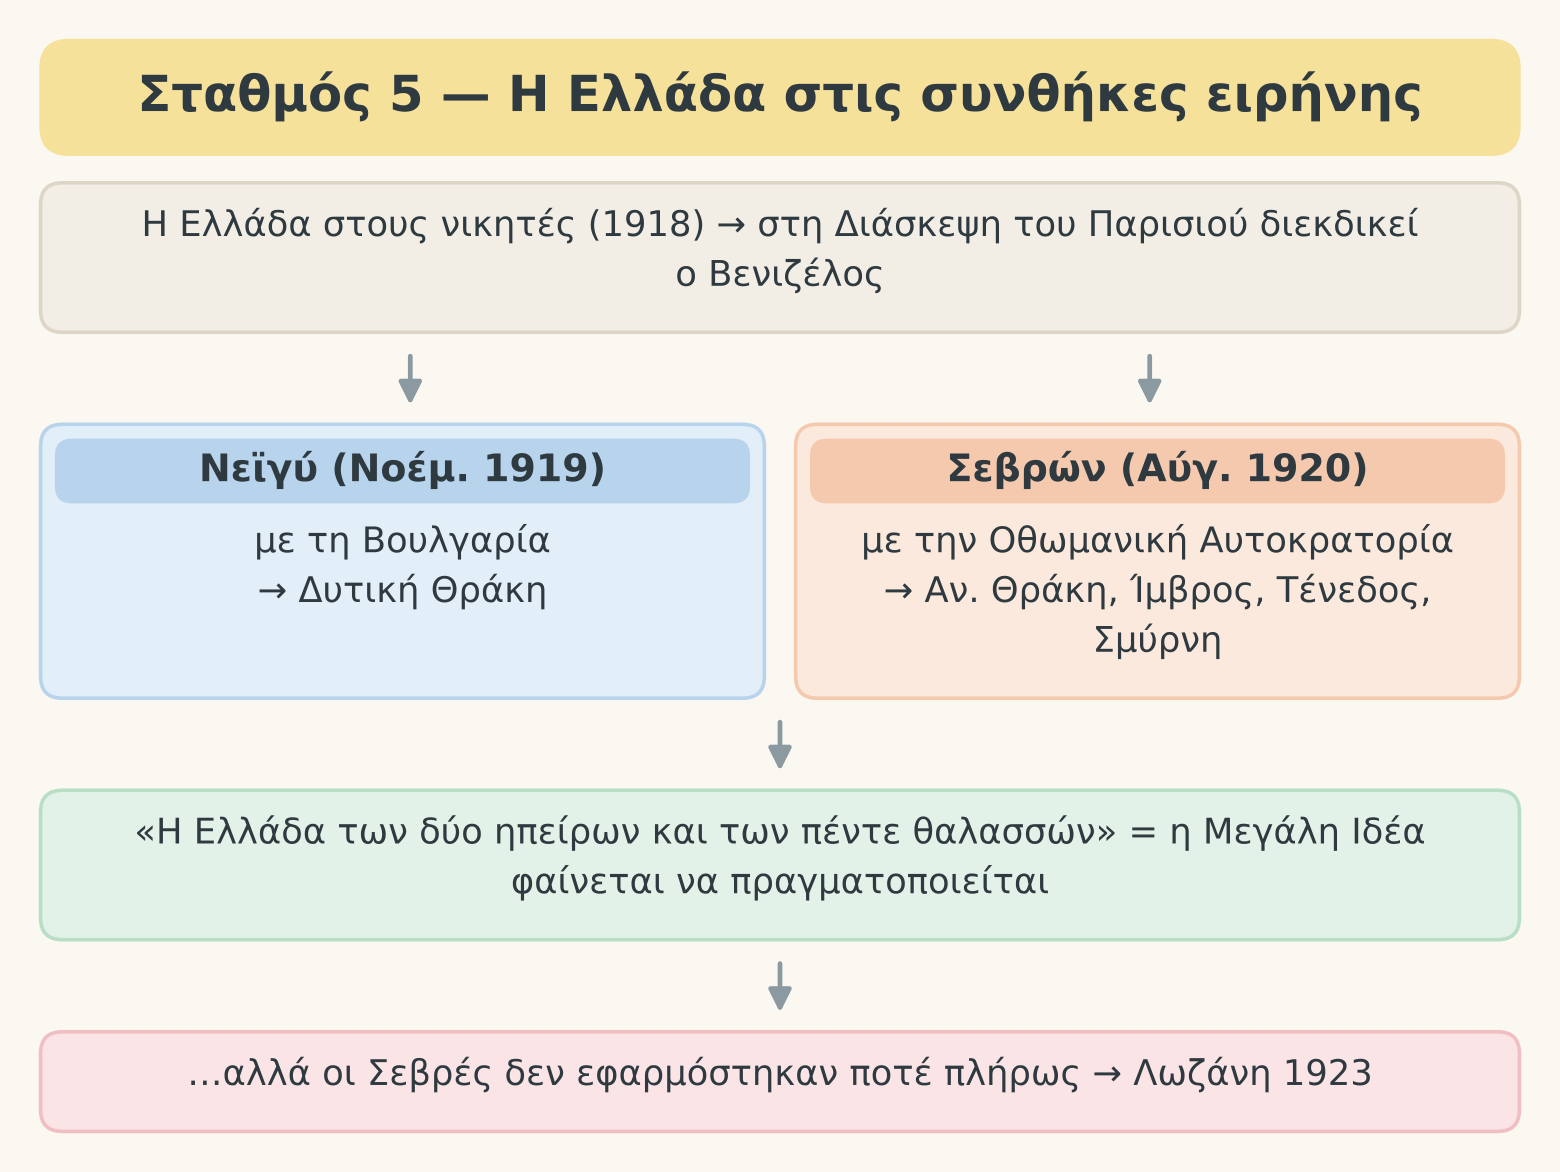 Σταθμός 5 — Η Ελλάδα στις συνθήκες ειρήνης
Η Ελλάδα στους νικητές (1918) → στη Διάσκεψη του Παρισιού διεκδικεί
ο Βενιζέλος
Νεϊγύ (Νοέμ. 1919)
με τη Βουλγαρία
→ Δυτική Θράκη
Σεβρών (Αύγ. 1920)
με την Οθωμανική Αυτοκρατορία
→ Αν. Θράκη, Ίμβρος, Τένεδος,
Σμύρνη
«Η Ελλάδα των δύο ηπείρων και των πέντε θαλασσών» = η Μεγάλη Ιδέα
φαίνεται να πραγματοποιείται
…αλλά οι Σεβρές δεν εφαρμόστηκαν ποτέ πλήρως → Λωζάνη 1923